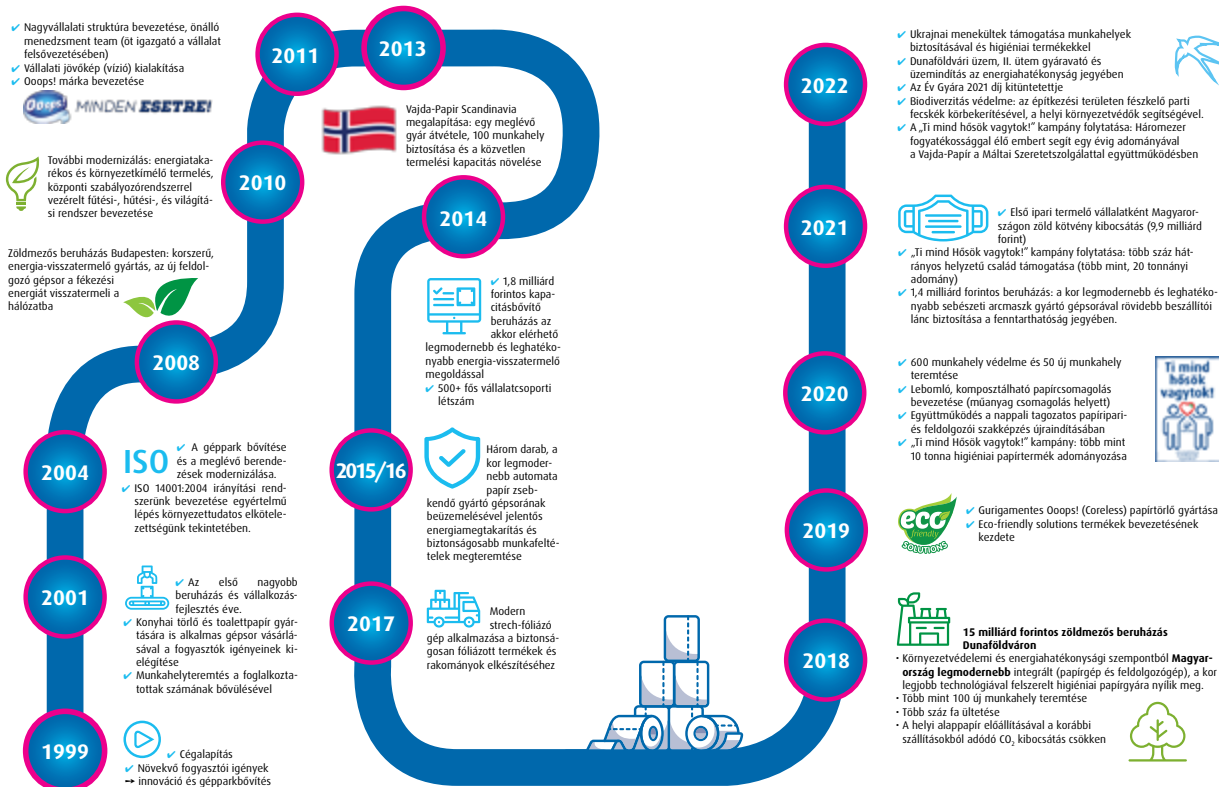 1999
✔ Cégalapítás
✔ Növekvő fogyasztói igények
➙ innováció és gépparkbővítés
2001
✔ Az első nagyobb
beruházás és vállalkozás-
fejlesztés éve.
✔ Konyhai törlő és toalettpapír gyár-
tására is alkalmas gépsor vásárlá-
sával a fogyasztók igényeinek ki-
elégítése
✔ Munkahelyteremtés a foglalkozta-
tottak számának bővülésével
2004
ISO
✔ A géppark bővítése
és a meglévő berende-
zések modernizálása.
✔ ISO 14001:2004 irányítási rend-
szerünk bevezetése egyértelmű
lépés környezettudatos elkötele-
zettségünk tekintetében.
2008
Zöldmezős beruházás Budapesten: korszerű,
energia-visszatermelő gyártás, az új feldol-
gozó gépsor a fékezési
energiát visszatermeli a
hálózatba
2010
További modernizálás: energiataka-
rékos és környezetkímélő termelés,
központi szabályozórendszerrel
vezérelt fűtési-, hűtési-, és világítá-
si rendszer bevezetése
2011
✔ Nagyvállalati struktúra bevezetése, önálló
menedzsment team (öt igazgató a vállalat
felsővezetésében)
✔ Vállalati jövőkép (vízió) kialakítása
✔ Ooops! márka bevezetése
Ooops! MINDEN ESETRE!
2013
Vajda-Papir Scandinavia
megalapítása: egy meglévő
gyár átvétele, 100 munkahely
biztosítása és a közvetlen
termelési kapacitás növelése
2014
✔ 1,8 milliárd
forintos kapa-
citásbővítő
beruházás az
akkor elérhető
legmodernebb és leghatéko-
nyabb energia-visszatermelő
megoldással
✔ 500+ fős vállalatcsoporti
létszám
2015/16
Három darab, a
kor legmoder-
nebb automata
papír zseb-
kendő gyártó gépsorának
beüzemelésével jelentős
energiamegtakarítás és
biztonságosabb munkafelté-
telek megteremtése
2017
Modern
strech-fóliázó
gép alkalmazása a biztonsá-
gosan fóliázott termékek és
rakományok elkészítéséhez
2018
15 milliárd forintos zöldmezős beruházás
Dunaföldváron
• Környezetvédelemi és energiahatékonysági szempontból Magyar-
ország legmodernebb integrált (papírgép és feldolgozógép), a kor
legjobb technológiával felszerelt higiéniai papírgyára nyílik meg.
• Több mint 100 új munkahely teremtése
• Több száz fa ültetése
• A helyi alappapír előállításával a korábbi
szállításokból adódó CO₂ kibocsátás csökken
2019
eco
friendly
SOLUTIONS
✔ Gurigamentes Ooops! (Coreless) papírtörlő gyártása
✔ Eco-friendly solutions termékek bevezetésének
kezdete
2020
✔ 600 munkahely védelme és 50 új munkahely
teremtése
✔ Lebomló, komposztálható papírcsomagolás
bevezetése (műanyag csomagolás helyett)
✔ Együttműködés a nappali tagozatos papíripari-
és feldolgozói szakképzés újraindításában
✔ „Ti mind Hősök vagytok!” kampány: több mint
10 tonna higiéniai papírtermék adományozása
Ti mind
hősök
vagytok!
2021
✔ Első ipari termelő vállalatként Magyaror-
szágon zöld kötvény kibocsátás (9,9 milliárd
forint)
✔ „Ti mind Hősök vagytok!” kampány folytatása: több száz hát-
rányos helyzetű család támogatása (több mint, 20 tonnányi
adomány)
✔ 1,4 milliárd forintos beruházás: a kor legmodernebb és leghatéko-
nyabb sebészeti arcmaszk gyártó gépsorával rövidebb beszállítói
lánc biztosítása a fenntarthatóság jegyében.
2022
✔ Ukrajnai menekültek támogatása munkahelyek
biztosításával és higiéniai termékekkel
✔ Dunaföldvári üzem, II. ütem gyáravató és
üzemindítás az energiahatékonyság jegyében
✔ Az Év Gyára 2021 díj kitüntetettje
✔ Biodiverzitás védelme: az építkezési területen fészkelő parti
fecskék körbekerítésével, a helyi környezetvédők segítségével.
✔ A „Ti mind hősök vagytok!” kampány folytatása: Háromezer
fogyatékossággal élő embert segít egy évig adományával
a Vajda-Papír a Máltai Szeretetszolgálattal együttműködésben